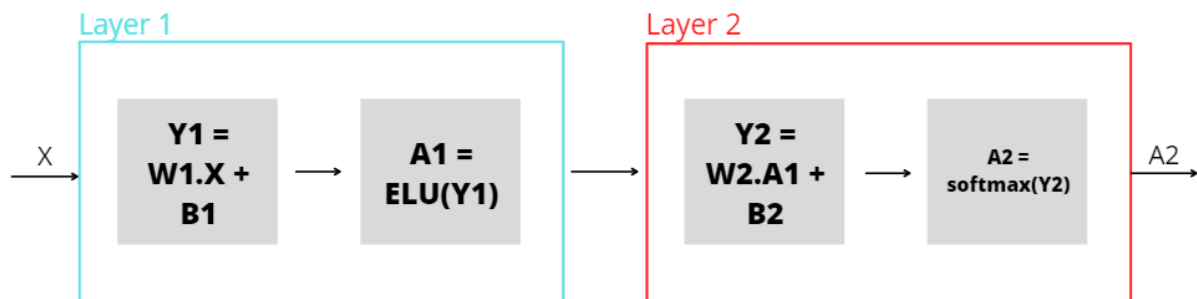 Layer 1
Layer 2
X
Y1 =
W1.X +
B1
A1 =
ELU(Y1)
Y2 =
W2.A1 +
B2
A2 =
softmax(Y2)
A2